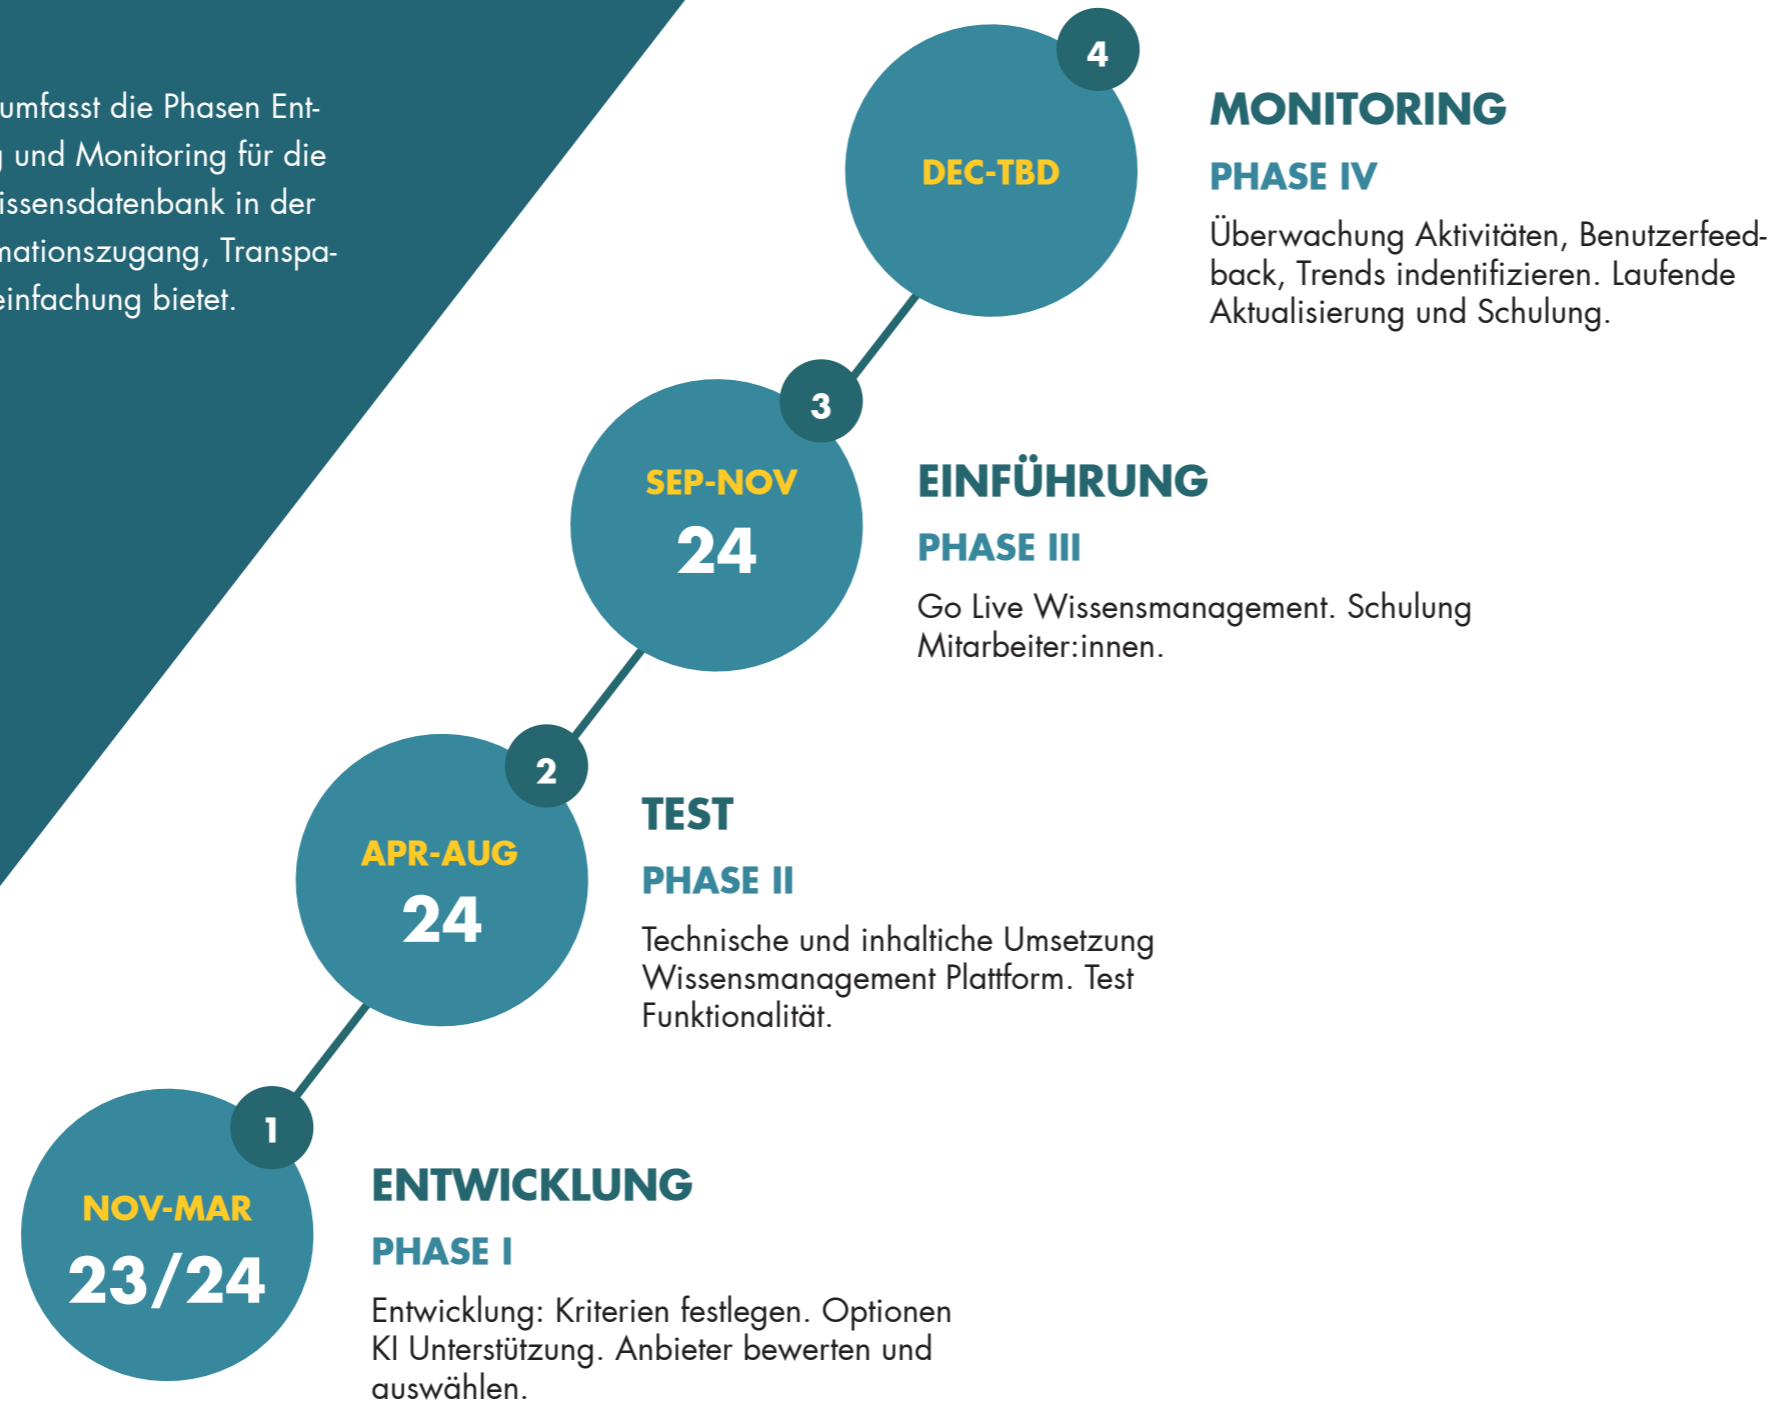 umfasst die Phasen Ent-
und Monitoring für die
issensdatenbank in der
mationszugang, Transpa-
einfachung bietet.
4
DEC-TBD
MONITORING
PHASE IV
Überwachung Aktivitäten, Benutzerfeed-
back, Trends indentifizieren. Laufende
Aktualisierung und Schulung.
3
SEP-NOV
24
EINFÜHRUNG
PHASE III
Go Live Wissensmanagement. Schulung
Mitarbeiter:innen.
2
APR-AUG
24
TEST
PHASE II
Technische und inhaltiche Umsetzung
Wissensmanagement Plattform. Test
Funktionalität.
1
NOV-MAR
23/24
ENTWICKLUNG
PHASE I
Entwicklung: Kriterien festlegen. Optionen
KI Unterstützung. Anbieter bewerten und
auswählen.